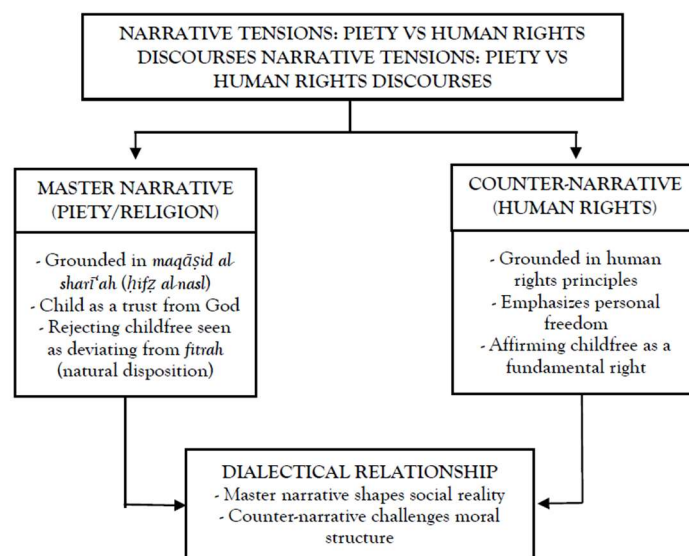 NARRATIVE TENSIONS: PIETY VS HUMAN RIGHTS
DISCOURSES NARRATIVE TENSIONS: PIETY VS
HUMAN RIGHTS DISCOURSES
MASTER NARRATIVE
(PIETY/RELIGION)
- Grounded in maqāṣid al-
sharī'ah (ḥifẓ al-nasl)
- Child as a trust from God
- Rejecting childfree seen
as deviating from fitrah
(natural disposition)
COUNTER-NARRATIVE
(HUMAN RIGHTS)
- Grounded in human
rights principles
- Emphasizes personal
freedom
- Affirming childfree as a
fundamental right
DIALECTICAL RELATIONSHIP
- Master narrative shapes social reality
- Counter-narrative challenges moral
structure